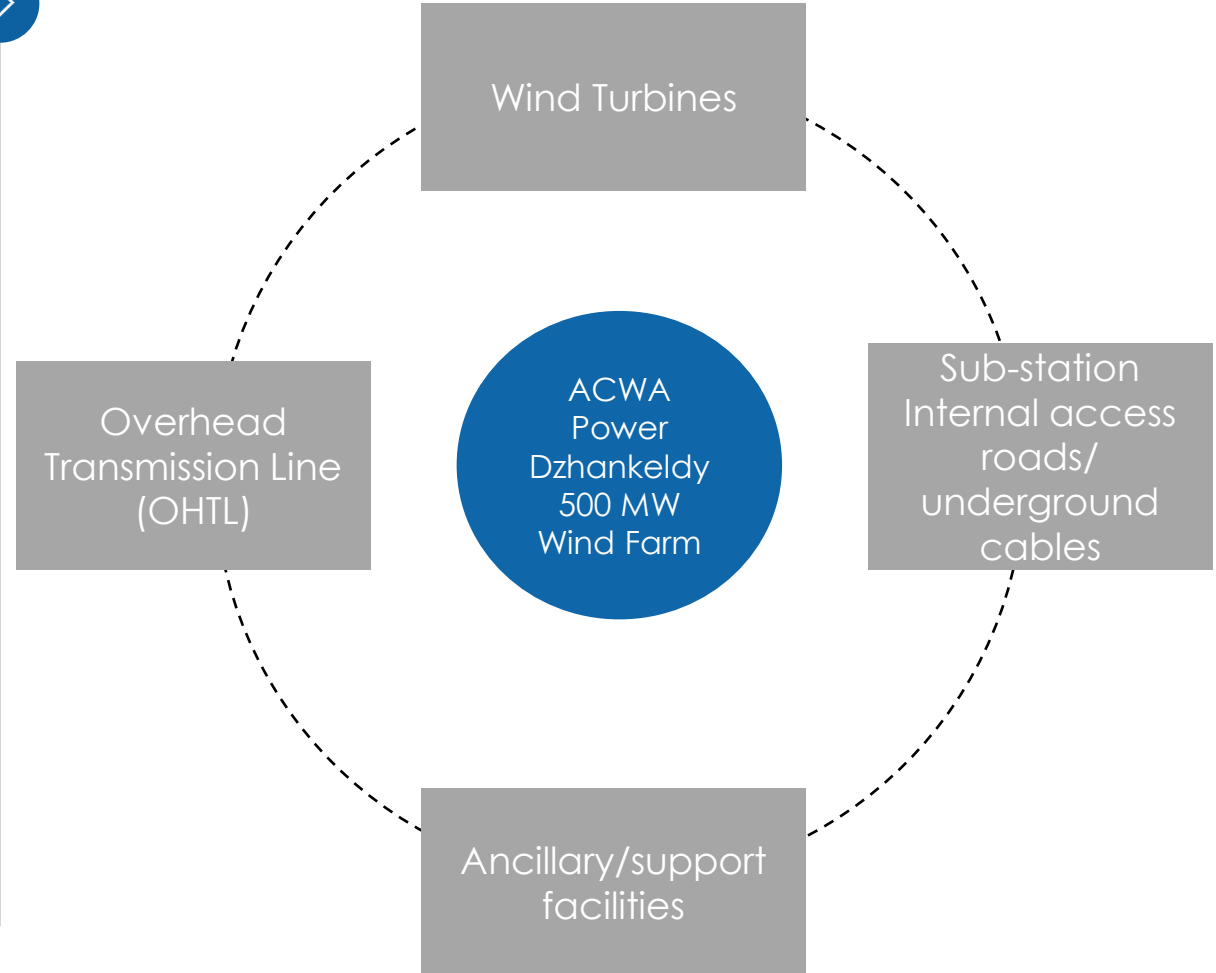 Wind Turbines
Overhead
Transmission Line
(OHTL)
ACWA
Power
Dzhankeldy
500 MW
Wind Farm
Sub-station
Internal access
roads/
underground
cables
Ancillary/support
facilities